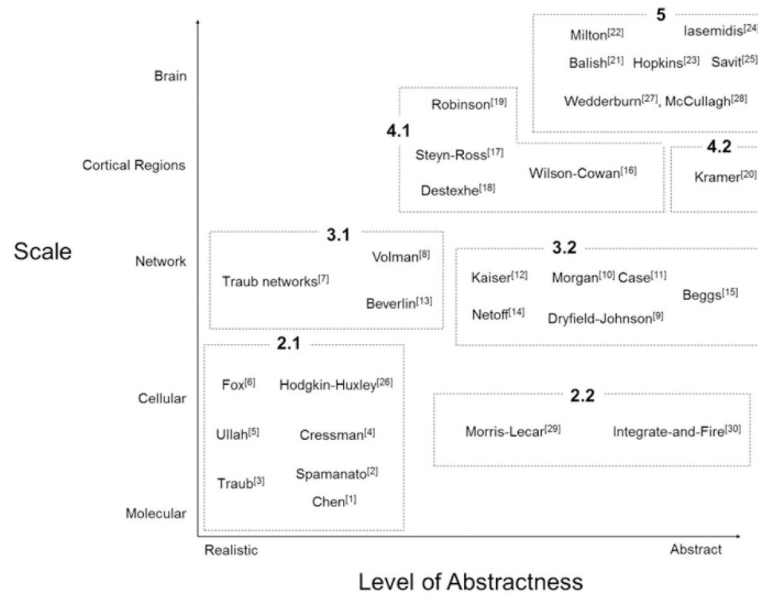 5
Milton[22]
Iasemidis[24]
Balish[21] Hopkins[23] Savit[25]
Wedderburn[27], McCullagh[28]
Brain
Robinson[19]
4.1
Steyn-Ross[17]
Wilson-Cowan[16]
Destexhe[18]
4.2
Kramer[20]
Cortical Regions
Scale
Network
3.1
Volman[8]
Traub networks[7]
Beverlin[13]
3.2
Kaiser[12] Morgan[10] Case[11]
Beggs[15]
Netoff[14] Dryfield-Johnson[9]
2.1
Fox[6] Hodgkin-Huxley[26]
Ullah[5] Cressman[4]
Traub[3] Spamanato[2]
Chen[1]
Cellular
2.2
Morris-Lecar[29] Integrate-and-Fire[30]
Molecular
Realistic
Abstract
Level of Abstractness